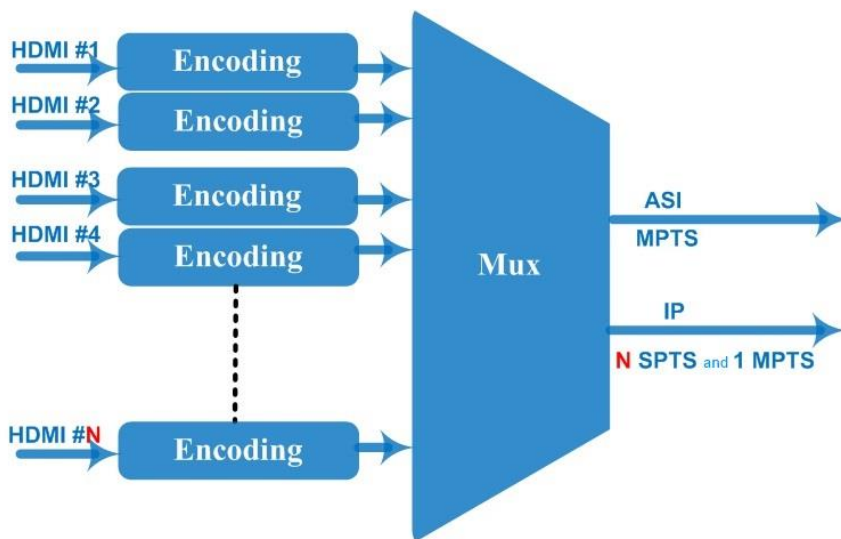 HDMI #1
Encoding
HDMI #2
Encoding
HDMI #3
Encoding
HDMI #4
Encoding
HDMI #N
Encoding
Mux
ASI
MPTS
IP
N SPTS and 1 MPTS